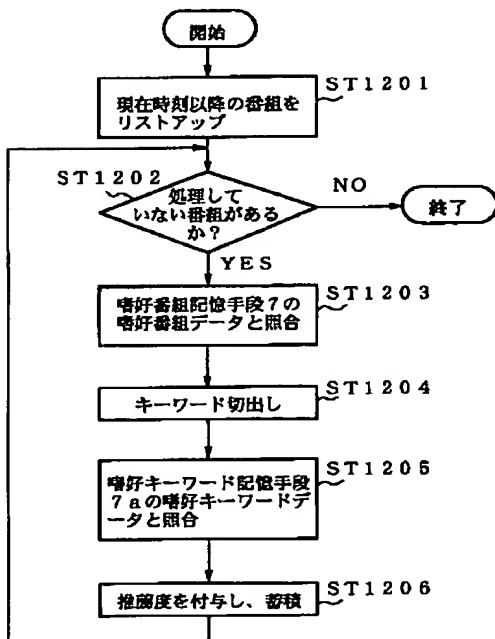 開始
ST1201
現在時刻以降の番組を
リストアップ
ST1202
処理して
いない番組がある
か?
NO
終了
YES
ST1203
嗜好番組記憶手段7の
嗜好番組データと照合
ST1204
キーワード切出し
ST1205
嗜好キーワード記憶手段
7aの嗜好キーワードデ
ータと照合
ST1206
推薦度を付与し、蓄積